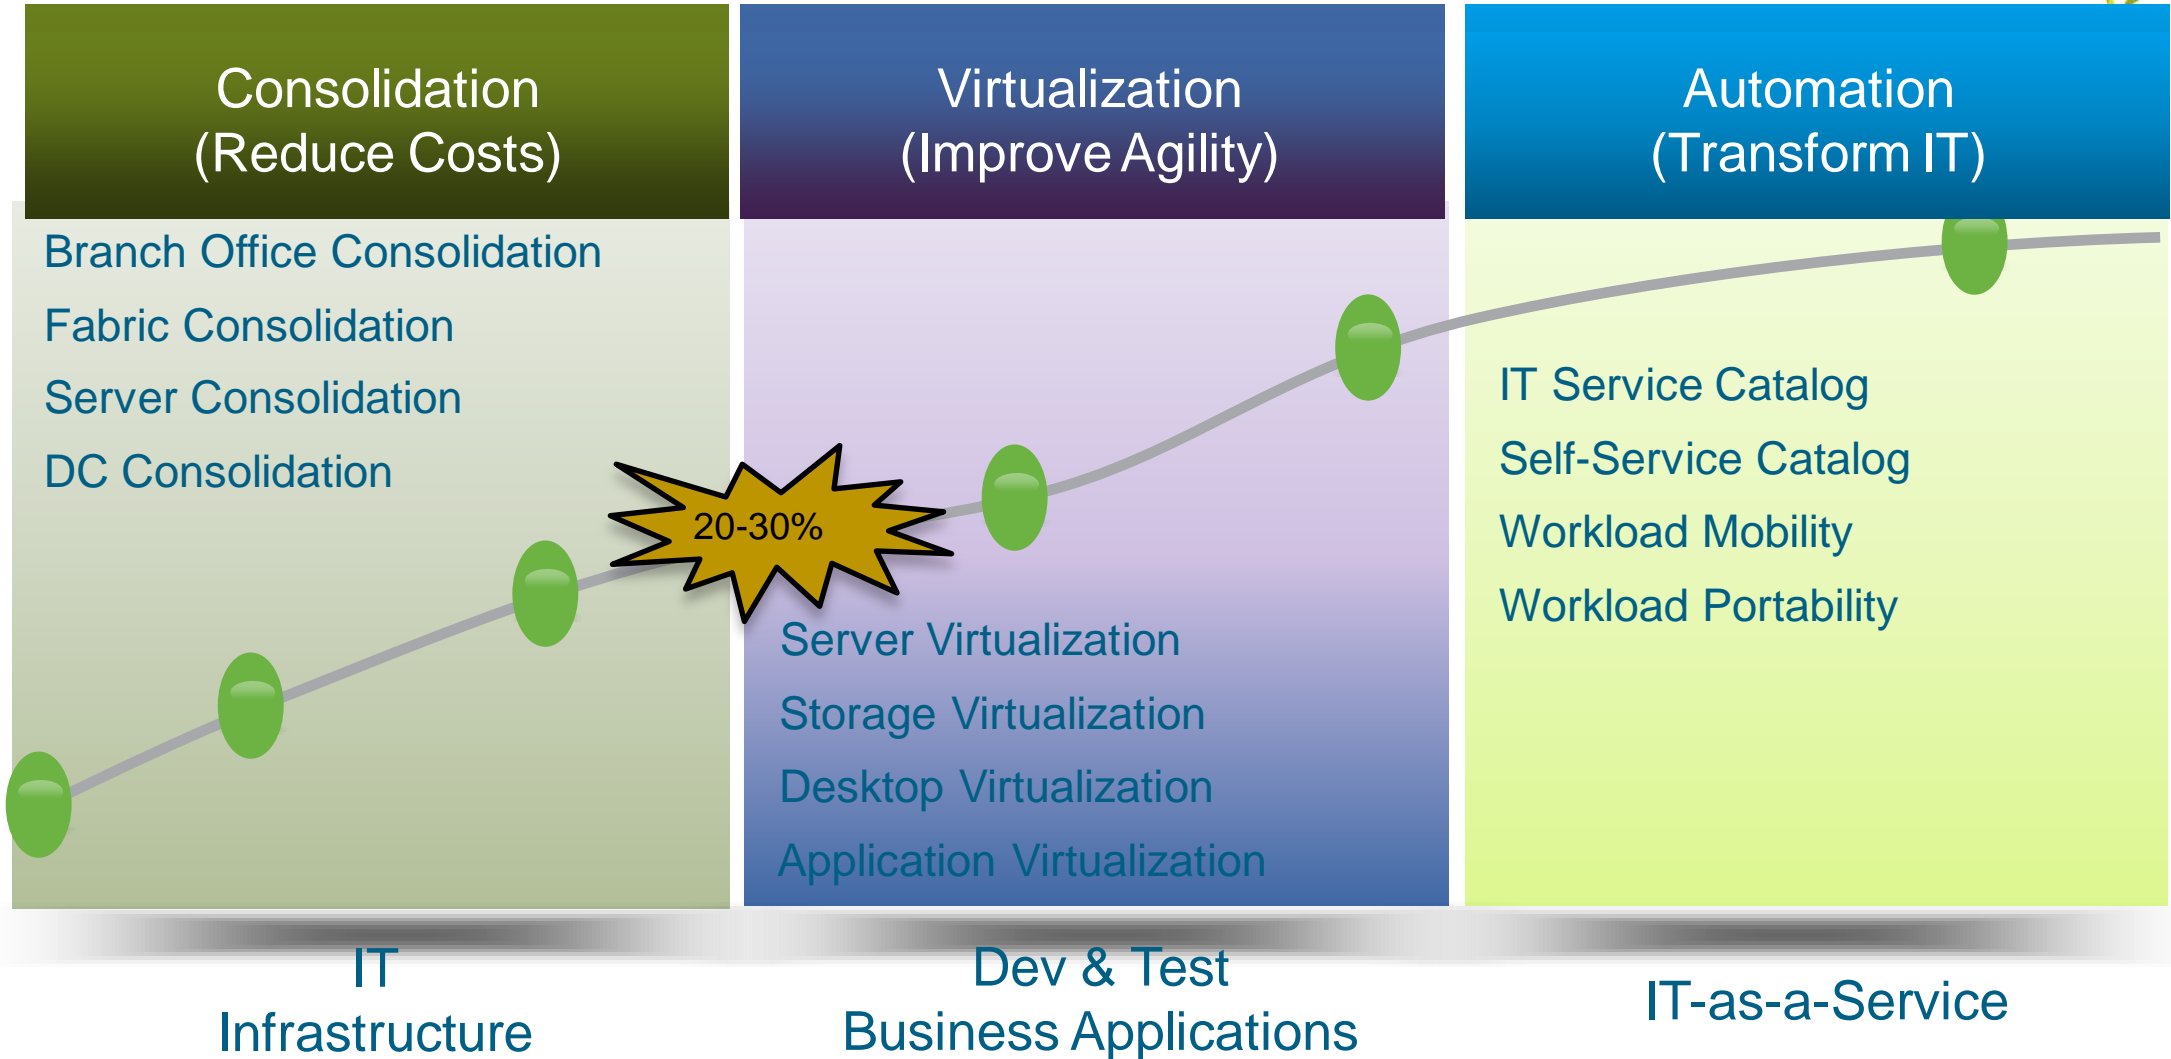 Consolidation
(Reduce Costs)
Virtualization
(Improve Agility)
Automation
(Transform IT)
Branch Office Consolidation
Fabric Consolidation
Server Consolidation
DC Consolidation
20-30%
Server Virtualization
Storage Virtualization
Desktop Virtualization
Application Virtualization
IT Service Catalog
Self-Service Catalog
Workload Mobility
Workload Portability
IT
Infrastructure
Dev & Test
Business Applications
IT-as-a-Service